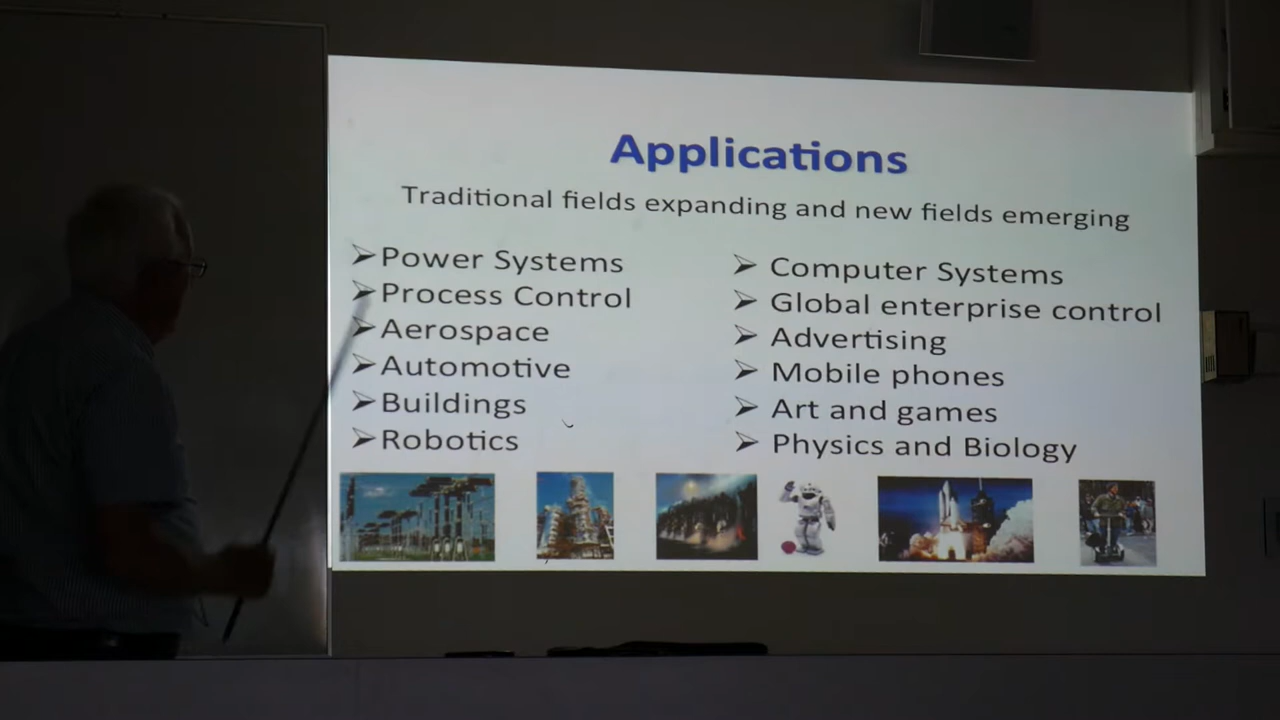 Applications
Traditional fields expanding and new fields emerging
➢Power Systems
➢Process Control
➢Aerospace
➢Automotive
➢Buildings
➢Robotics
➢ Computer Systems
➢ Global enterprise control
➢ Advertising
➢ Mobile phones
➢ Art and games
➢ Physics and Biology